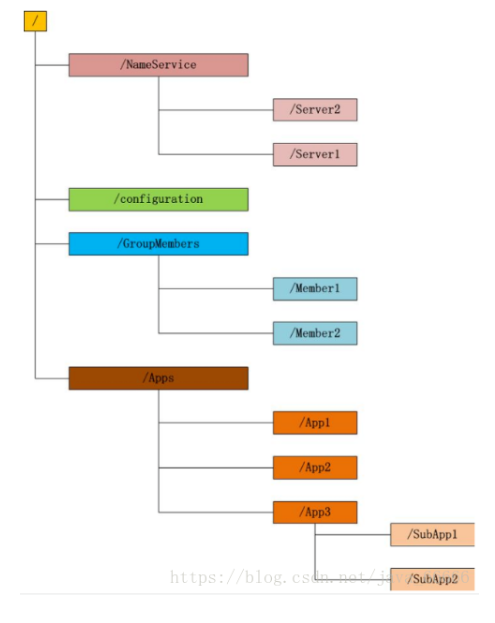 /
/NameService
/Server2
/Server1
/configuration
/GroupMembers
/Member1
/Member2
/Apps
/App1
/App2
/App3
/SubApp1
/SubApp2
https://blog.csdn.net/